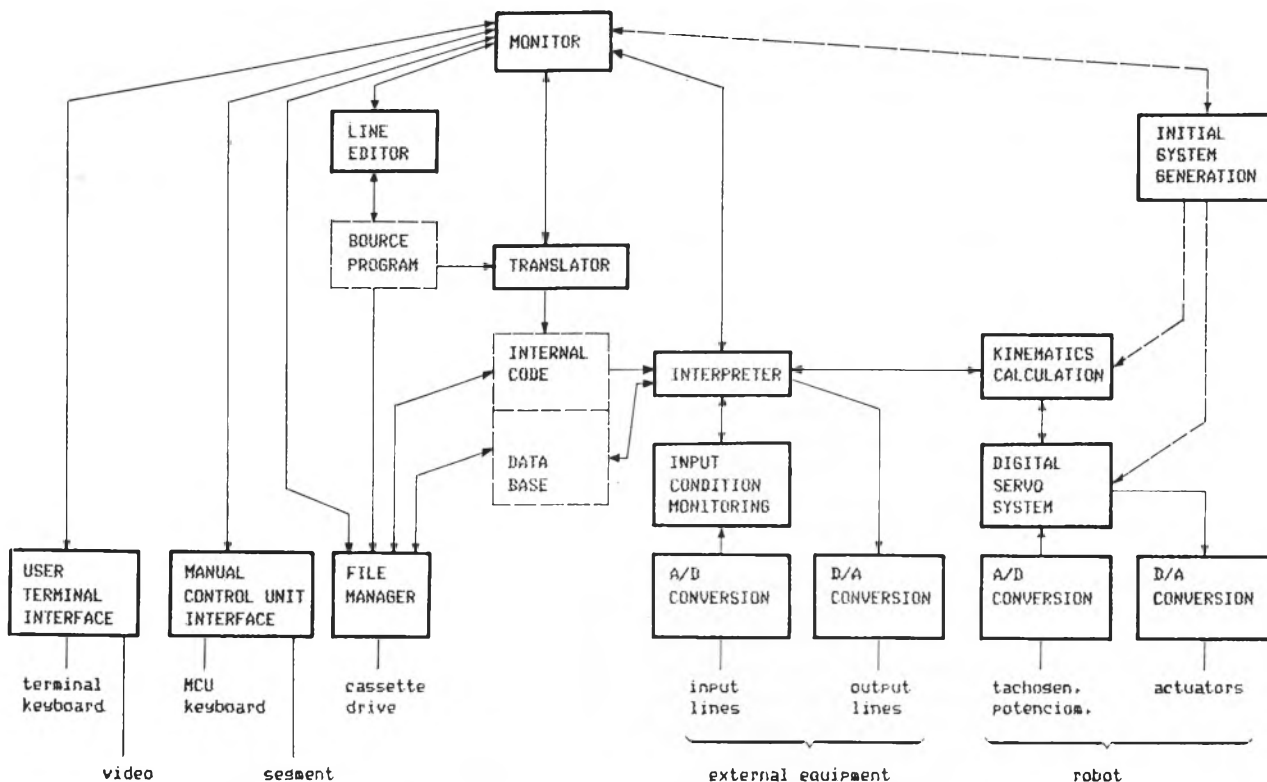 MONITOR
LINE
EDITOR
INITIAL
SYSTEM
GENERATION
BOURCE
PROGRAM
TRANSLATOR
INTERNAL
CODE
INTERPRETER
KINEMATICS
CALCULATION
DATA
BASE
INPUT
CONDITION
MONITORING
DIGITAL
SERVO
SYSTEM
USER
TERMINAL
INTERFACE
MANUAL
CONTROL UNIT
INTERFACE
FILE
MANAGER
A/D
CONVERSION
D/A
CONVERSION
A/D
CONVERSION
D/A
CONVERSION
terminal
keyboard
MCU
keyboard
cassette
drive
input
lines
output
lines
tachogen.
potenciom.
actuators
video
segment
external equipment
robot